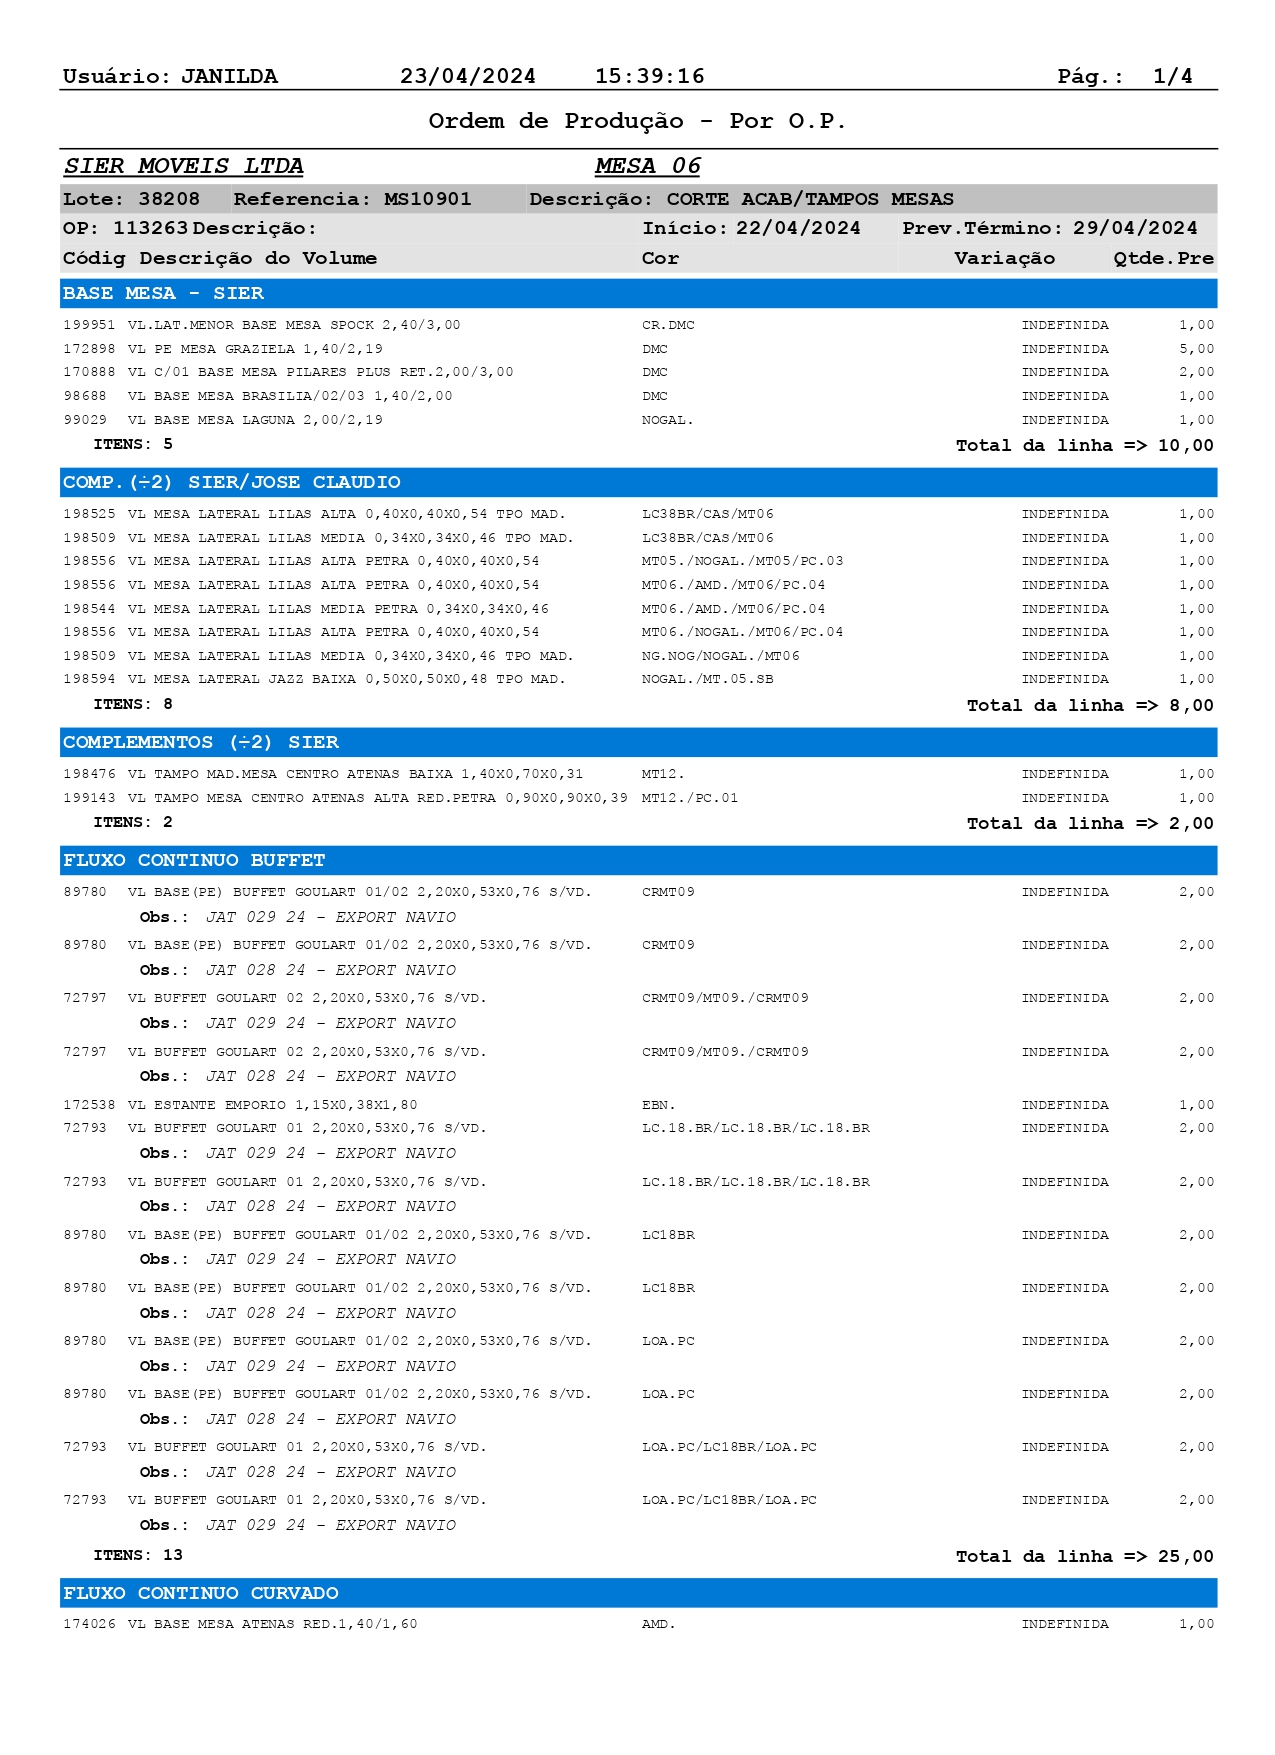 Usuário: JANILDA 23/04/2024 15:39:16 Pág.: 1/4
Ordem de Produção - Por O.P.
SIER MOVEIS LTDA MESA 06
Lote: 38208 Referencia: MS10901 Descrição: CORTE ACAB/TAMPOS MESAS
OP: 113263 Descrição: Início: 22/04/2024 Prev.Término: 29/04/2024
Códig Descrição do Volume Cor Variação Qtde.Pre
BASE MESA - SIER
199951 VL.LAT.MENOR BASE MESA SPOCK 2,40/3,00 CR.DMC INDEFINIDA 1,00
172898 VL PE MESA GRAZIELA 1,40/2,19 DMC INDEFINIDA 5,00
170888 VL C/01 BASE MESA PILARES PLUS RET.2,00/3,00 DMC INDEFINIDA 2,00
98688 VL BASE MESA BRASILIA/02/03 1,40/2,00 DMC INDEFINIDA 1,00
99029 VL BASE MESA LAGUNA 2,00/2,19 NOGAL. INDEFINIDA 1,00
ITENS: 5 Total da linha => 10,00
COMP.(÷2) SIER/JOSE CLAUDIO
198525 VL MESA LATERAL LILAS ALTA 0,40X0,40X0,54 TPO MAD. LC38BR/CAS/MT06 INDEFINIDA 1,00
198509 VL MESA LATERAL LILAS MEDIA 0,34X0,34X0,46 TPO MAD. LC38BR/CAS/MT06 INDEFINIDA 1,00
198556 VL MESA LATERAL LILAS ALTA PETRA 0,40X0,40X0,54 MT05./NOGAL./MT05/PC.03 INDEFINIDA 1,00
198556 VL MESA LATERAL LILAS ALTA PETRA 0,40X0,40X0,54 MT06./AMD./MT06/PC.04 INDEFINIDA 1,00
198544 VL MESA LATERAL LILAS MEDIA PETRA 0,34X0,34X0,46 MT06./AMD./MT06/PC.04 INDEFINIDA 1,00
198556 VL MESA LATERAL LILAS ALTA PETRA 0,40X0,40X0,54 MT06./NOGAL./MT06/PC.04 INDEFINIDA 1,00
198509 VL MESA LATERAL LILAS MEDIA 0,34X0,34X0,46 TPO MAD. NG.NOG/NOGAL./MT06 INDEFINIDA 1,00
198594 VL MESA LATERAL JAZZ BAIXA 0,50X0,50X0,48 TPO MAD. NOGAL./MT.05.SB INDEFINIDA 1,00
ITENS: 8 Total da linha => 8,00
COMPLEMENTOS (÷2) SIER
198476 VL TAMPO MAD.MESA CENTRO ATENAS BAIXA 1,40X0,70X0,31 MT12. INDEFINIDA 1,00
199143 VL TAMPO MESA CENTRO ATENAS ALTA RED.PETRA 0,90X0,90X0,39 MT12./PC.01 INDEFINIDA 1,00
ITENS: 2 Total da linha => 2,00
FLUXO CONTINUO BUFFET
89780 VL BASE(PE) BUFFET GOULART 01/02 2,20X0,53X0,76 S/VD. CRMT09 INDEFINIDA 2,00
Obs.: JAT 029 24 - EXPORT NAVIO
89780 VL BASE(PE) BUFFET GOULART 01/02 2,20X0,53X0,76 S/VD. CRMT09 INDEFINIDA 2,00
Obs.: JAT 028 24 - EXPORT NAVIO
72797 VL BUFFET GOULART 02 2,20X0,53X0,76 S/VD. CRMT09/MT09./CRMT09 INDEFINIDA 2,00
Obs.: JAT 029 24 - EXPORT NAVIO
72797 VL BUFFET GOULART 02 2,20X0,53X0,76 S/VD. CRMT09/MT09./CRMT09 INDEFINIDA 2,00
Obs.: JAT 028 24 - EXPORT NAVIO
172538 VL ESTANTE EMPORIO 1,15X0,38X1,80 EBN. INDEFINIDA 1,00
72793 VL BUFFET GOULART 01 2,20X0,53X0,76 S/VD. LC.18.BR/LC.18.BR/LC.18.BR INDEFINIDA 2,00
Obs.: JAT 029 24 - EXPORT NAVIO
72793 VL BUFFET GOULART 01 2,20X0,53X0,76 S/VD. LC.18.BR/LC.18.BR/LC.18.BR INDEFINIDA 2,00
Obs.: JAT 028 24 - EXPORT NAVIO
89780 VL BASE(PE) BUFFET GOULART 01/02 2,20X0,53X0,76 S/VD. LC18BR INDEFINIDA 2,00
Obs.: JAT 029 24 - EXPORT NAVIO
89780 VL BASE(PE) BUFFET GOULART 01/02 2,20X0,53X0,76 S/VD. LC18BR INDEFINIDA 2,00
Obs.: JAT 028 24 - EXPORT NAVIO
89780 VL BASE(PE) BUFFET GOULART 01/02 2,20X0,53X0,76 S/VD. LOA.PC INDEFINIDA 2,00
Obs.: JAT 029 24 - EXPORT NAVIO
89780 VL BASE(PE) BUFFET GOULART 01/02 2,20X0,53X0,76 S/VD. LOA.PC INDEFINIDA 2,00
Obs.: JAT 028 24 - EXPORT NAVIO
72793 VL BUFFET GOULART 01 2,20X0,53X0,76 S/VD. LOA.PC/LC18BR/LOA.PC INDEFINIDA 2,00
Obs.: JAT 028 24 - EXPORT NAVIO
72793 VL BUFFET GOULART 01 2,20X0,53X0,76 S/VD. LOA.PC/LC18BR/LOA.PC INDEFINIDA 2,00
Obs.: JAT 029 24 - EXPORT NAVIO
ITENS: 13 Total da linha => 25,00
FLUXO CONTINUO CURVADO
174026 VL BASE MESA ATENAS RED.1,40/1,60 AMD. INDEFINIDA 1,00